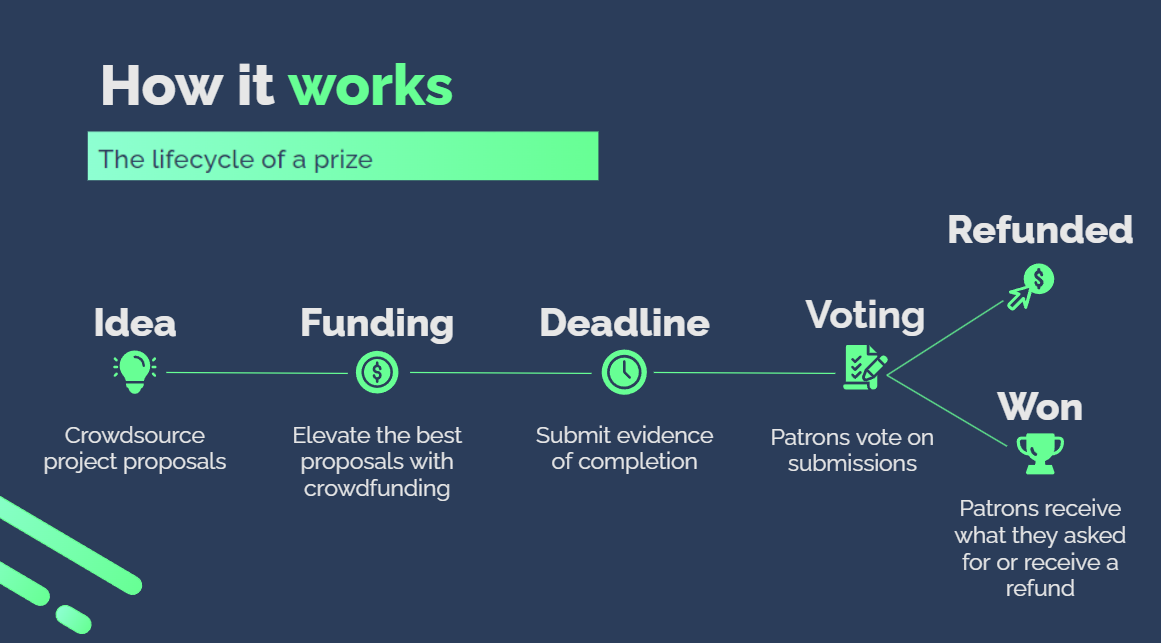 How it works
The lifecycle of a prize
Idea
Crowdsource
project proposals
Funding
Elevate the best
proposals with
crowdfunding
Deadline
Submit evidence
of completion
Voting
Patrons vote on
submissions
Refunded
Won
Patrons receive
what they asked
for or receive a
refund